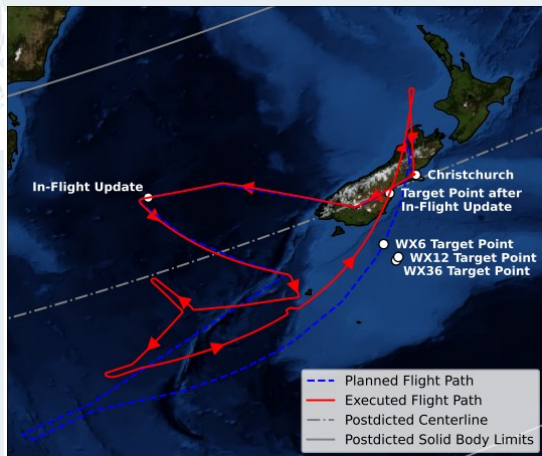 Christchurch
In-Flight Update
Target Point after
In-Flight Update
WX6 Target Point
WX12 Target Point
WX36 Target Point
Planned Flight Path
Executed Flight Path
Postdicted Centerline
Postdicted Solid Body Limits